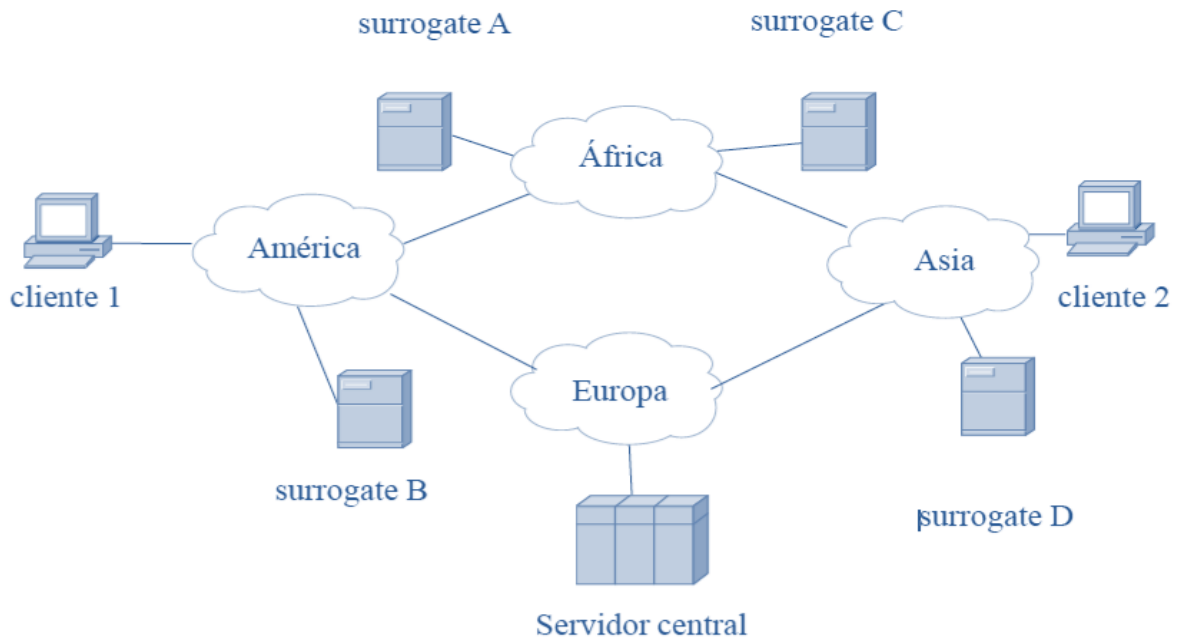 surrogate A
surrogate C
África
América
Asia
cliente 1
cliente 2
Europa
surrogate B
surrogate D
Servidor central